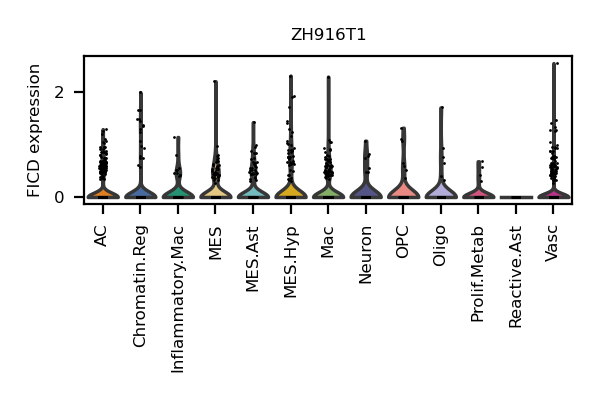 ZH916T1
FICD expression
2
0
AC
Chromatin.Reg
Inflammatory.Mac
MES
MES.Ast
MES.Hyp
Mac
Neuron
OPC
Oligo
Prolif.Metab
Reactive.Ast
Vasc